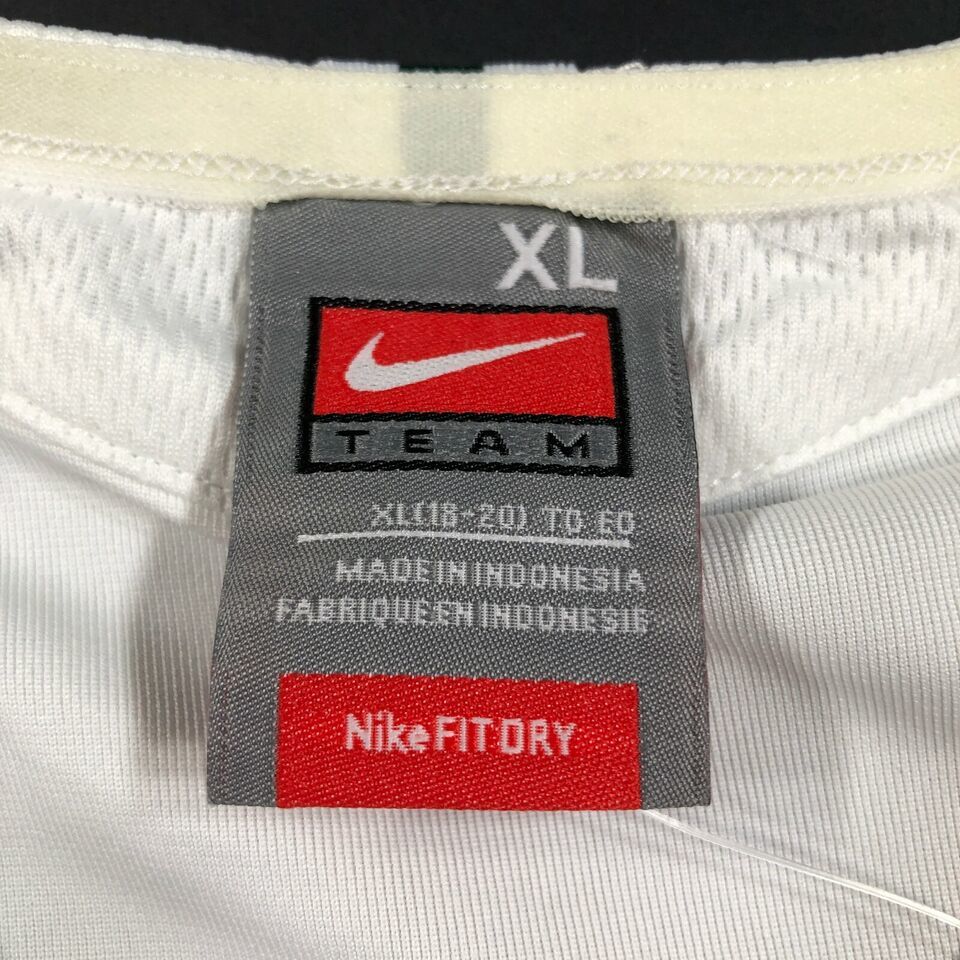 XL
TEAM
XL(18-20) TG EG
MADE IN INDONESIA
FABRIQUE EN INDONESIE
Nike FIT DRY